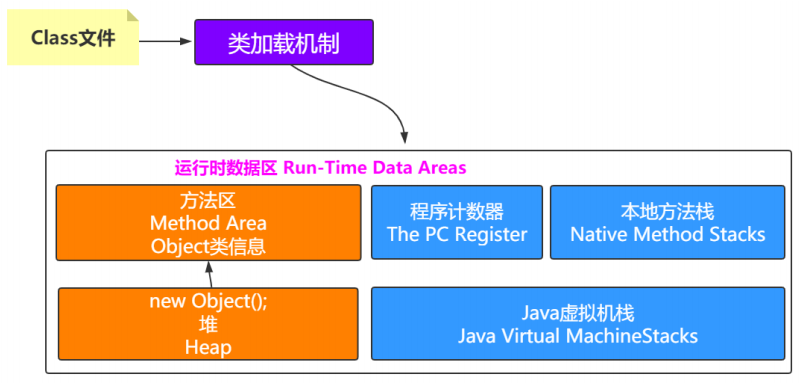 Class文件
类加载机制
运行时数据区 Run-Time Data Areas
方法区
Method Area
Object类信息
程序计数器
The PC Register
本地方法栈
Native Method Stacks
new Object();
堆
Heap
Java虚拟机栈
Java Virtual MachineStacks